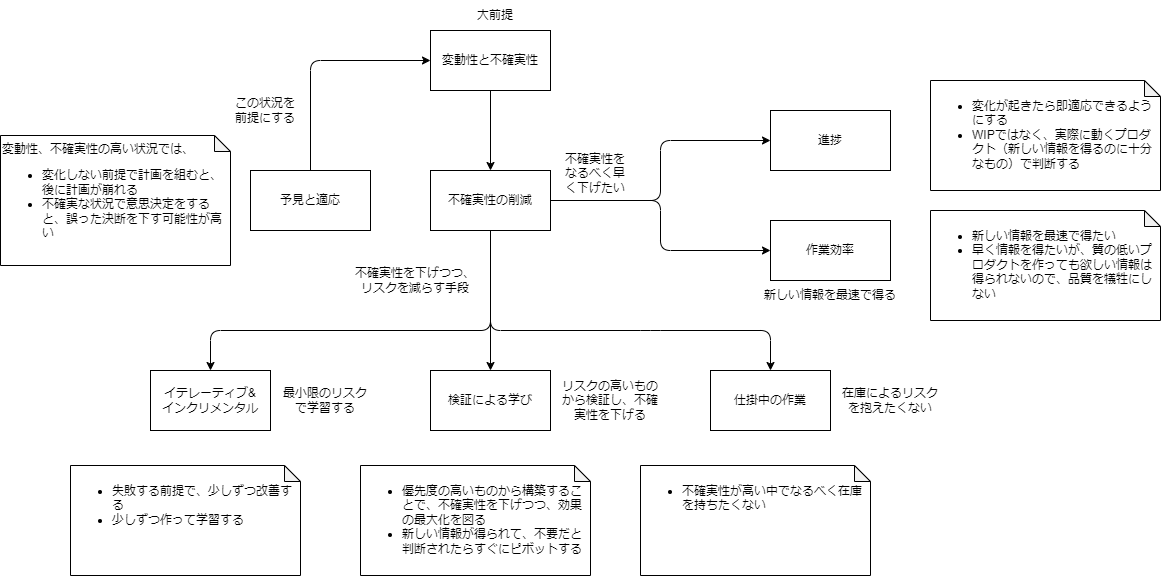 大前提
変動性と不確実性
この状況を
前提にする
変動性、不確実性の高い状況では、
変化しない前提で計画を組むと、
後に計画が崩れる
不確実な状況で意思決定をする
と、誤った決断を下す可能性が高
い
予見と適応
不確実性の削減
不確実性を
なるべく早
く下げたい
進捗
作業効率
新しい情報を最速で得る
変化が起きたら即適応できるよう
にする
WIPではなく、実際に動くプロダ
クト（新しい情報を得るのに十分
なもの）で判断する
新しい情報を最速で得たい
早く情報を得たいが、質の低いプ
ロダクトを作っても欲しい情報は
得られないので、品質を犠牲にし
ない
不確実性を下げつつ、
リスクを減らす手段
イテレーティブ&
インクリメンタル
最小限のリスク
で学習する
検証による学び
リスクの高いもの
から検証し、不確
実性を下げる
仕掛中の作業
在庫によるリスク
を抱えたくない
失敗する前提で、少しずつ改善す
る
少しずつ作って学習する
優先度の高いものから構築するこ
とで、不確実性を下げつつ、効果
の最大化を図る
新しい情報が得られて、不要だと
判断されたらすぐにピボットする
不確実性が高い中でなるべく在庫
を持ちたくない